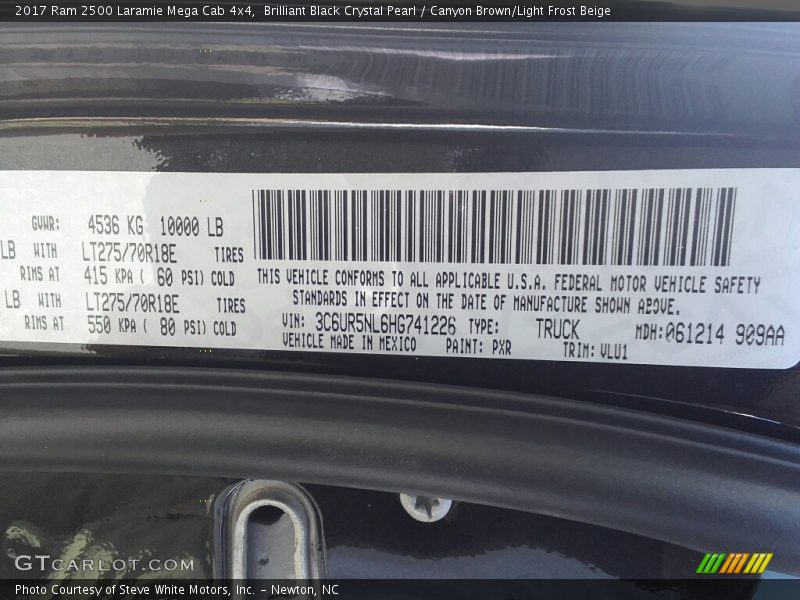 2017 Ram 2500 Laramie Mega Cab 4x4,  Brilliant Black Crystal Pearl / Canyon Brown/Light Frost Beige
GVWR: 4536 KG 10000 LB
LB WITH LT275/70R18E TIRES
RIMS AT 415 KPA ( 60 PSI) COLD
LB WITH LT275/70R18E TIRES
RIMS AT 550 KPA ( 80 PSI) COLD
THIS VEHICLE CONFORMS TO ALL APPLICABLE U.S.A. FEDERAL MOTOR VEHICLE SAFETY
STANDARDS IN EFFECT ON THE DATE OF MANUFACTURE SHOWN ABOVE.
VIN: 3C6UR5NL6HG741226 TYPE: TRUCK MDH:061214 909AA
VEHICLE MADE IN MEXICO PAINT: PXR TRIM: VLU1
GTCARLOT.COM
Photo Courtesy of Steve White Motors, Inc. – Newton, NC